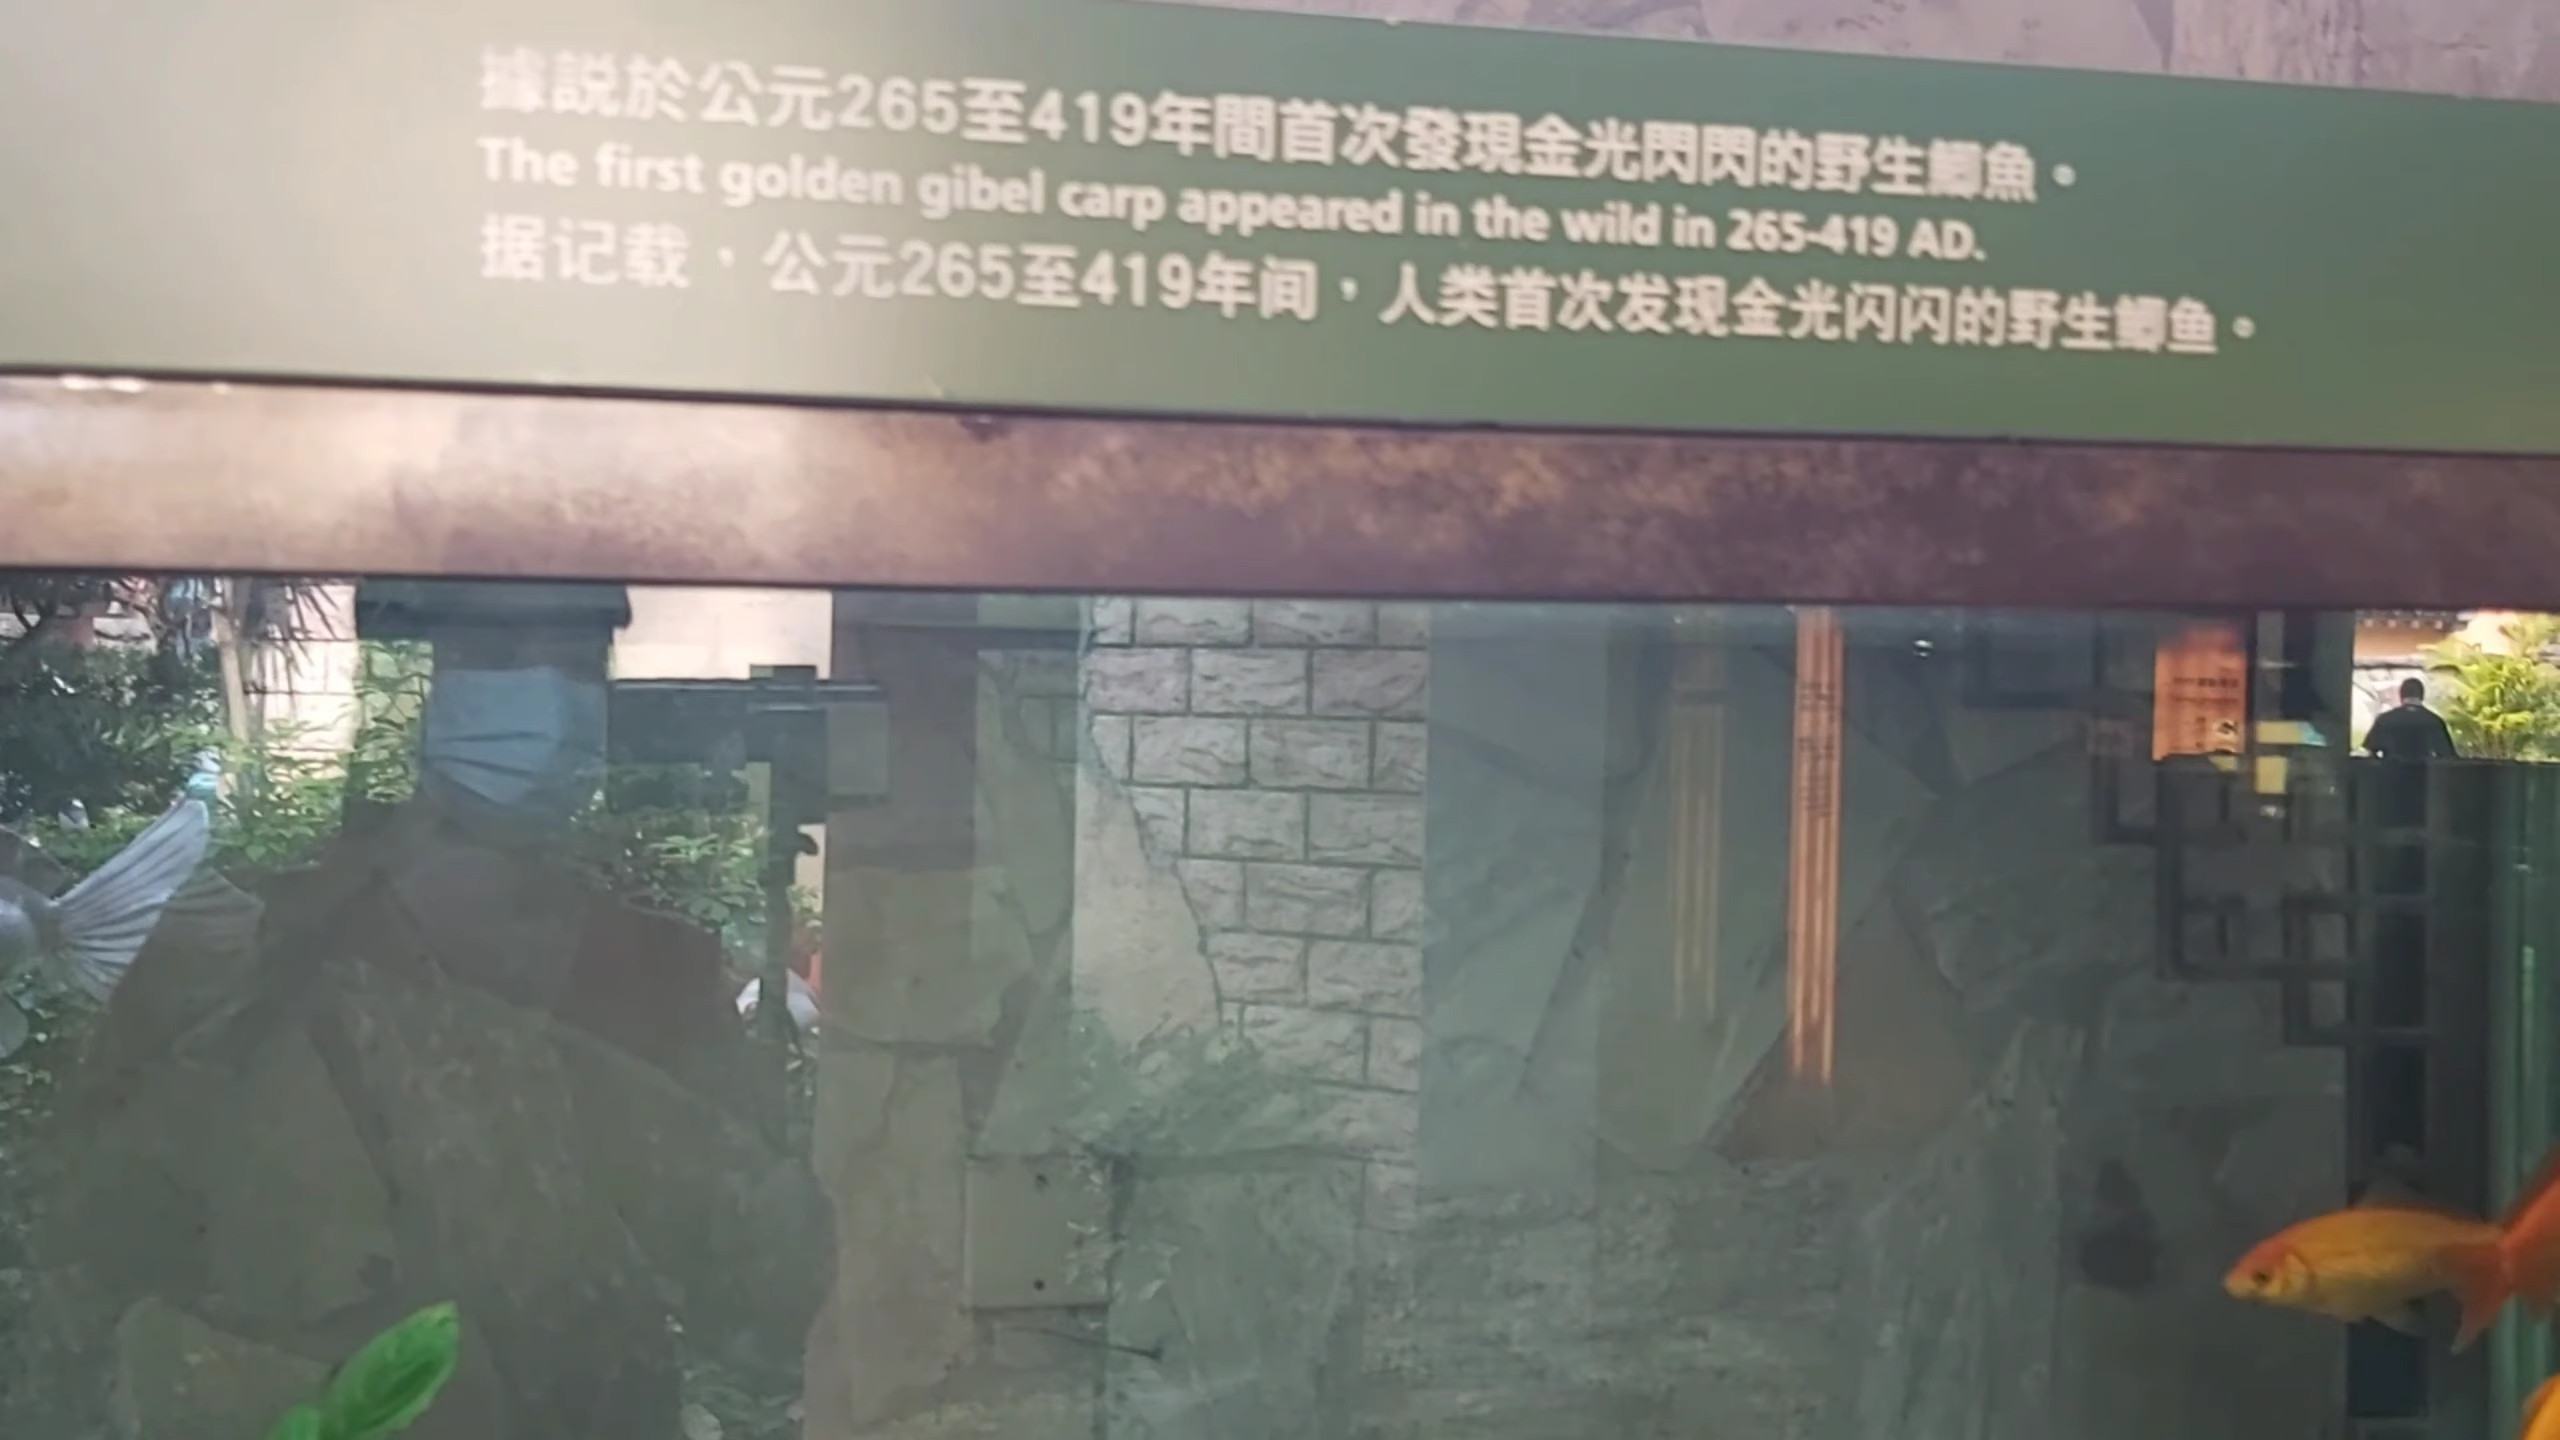 據說於公元265至419年間首次發現金光閃閃的野生鯽魚。
The first golden gibel carp appeared in the wild in 265-419 AD.
据记载，公元265至419年间，人类首次发现金光闪闪的野生鲫鱼。